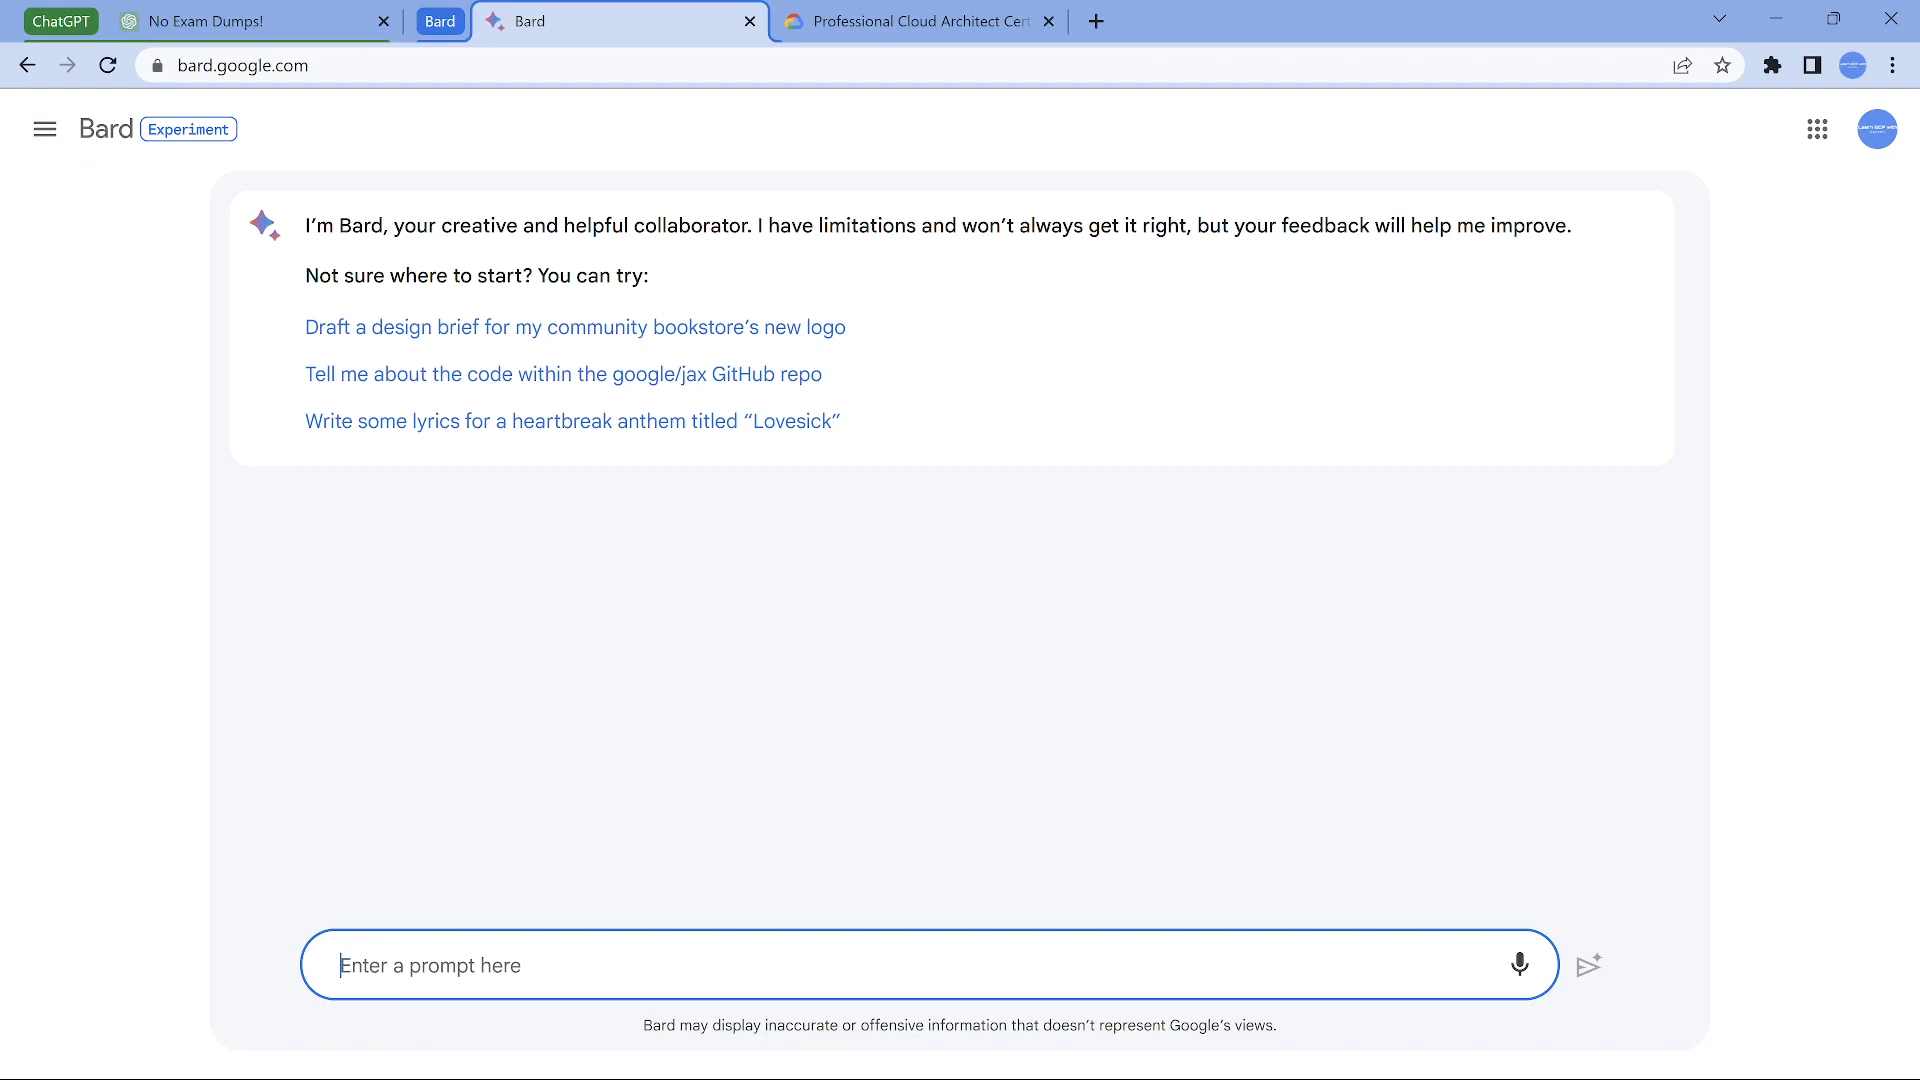 ChatGPT
No Exam Dumps!
Bard
Bard
Professional Cloud Architect Cert
bard.google.com
Bard
Experiment
I’m Bard, your creative and helpful collaborator. I have limitations and won’t always get it right, but your feedback will help me improve.
Not sure where to start? You can try:
Draft a design brief for my community bookstore’s new logo
Tell me about the code within the google/jax GitHub repo
Write some lyrics for a heartbreak anthem titled “Lovesick”
Enter a prompt here
Bard may display inaccurate or offensive information that doesn’t represent Google’s views.